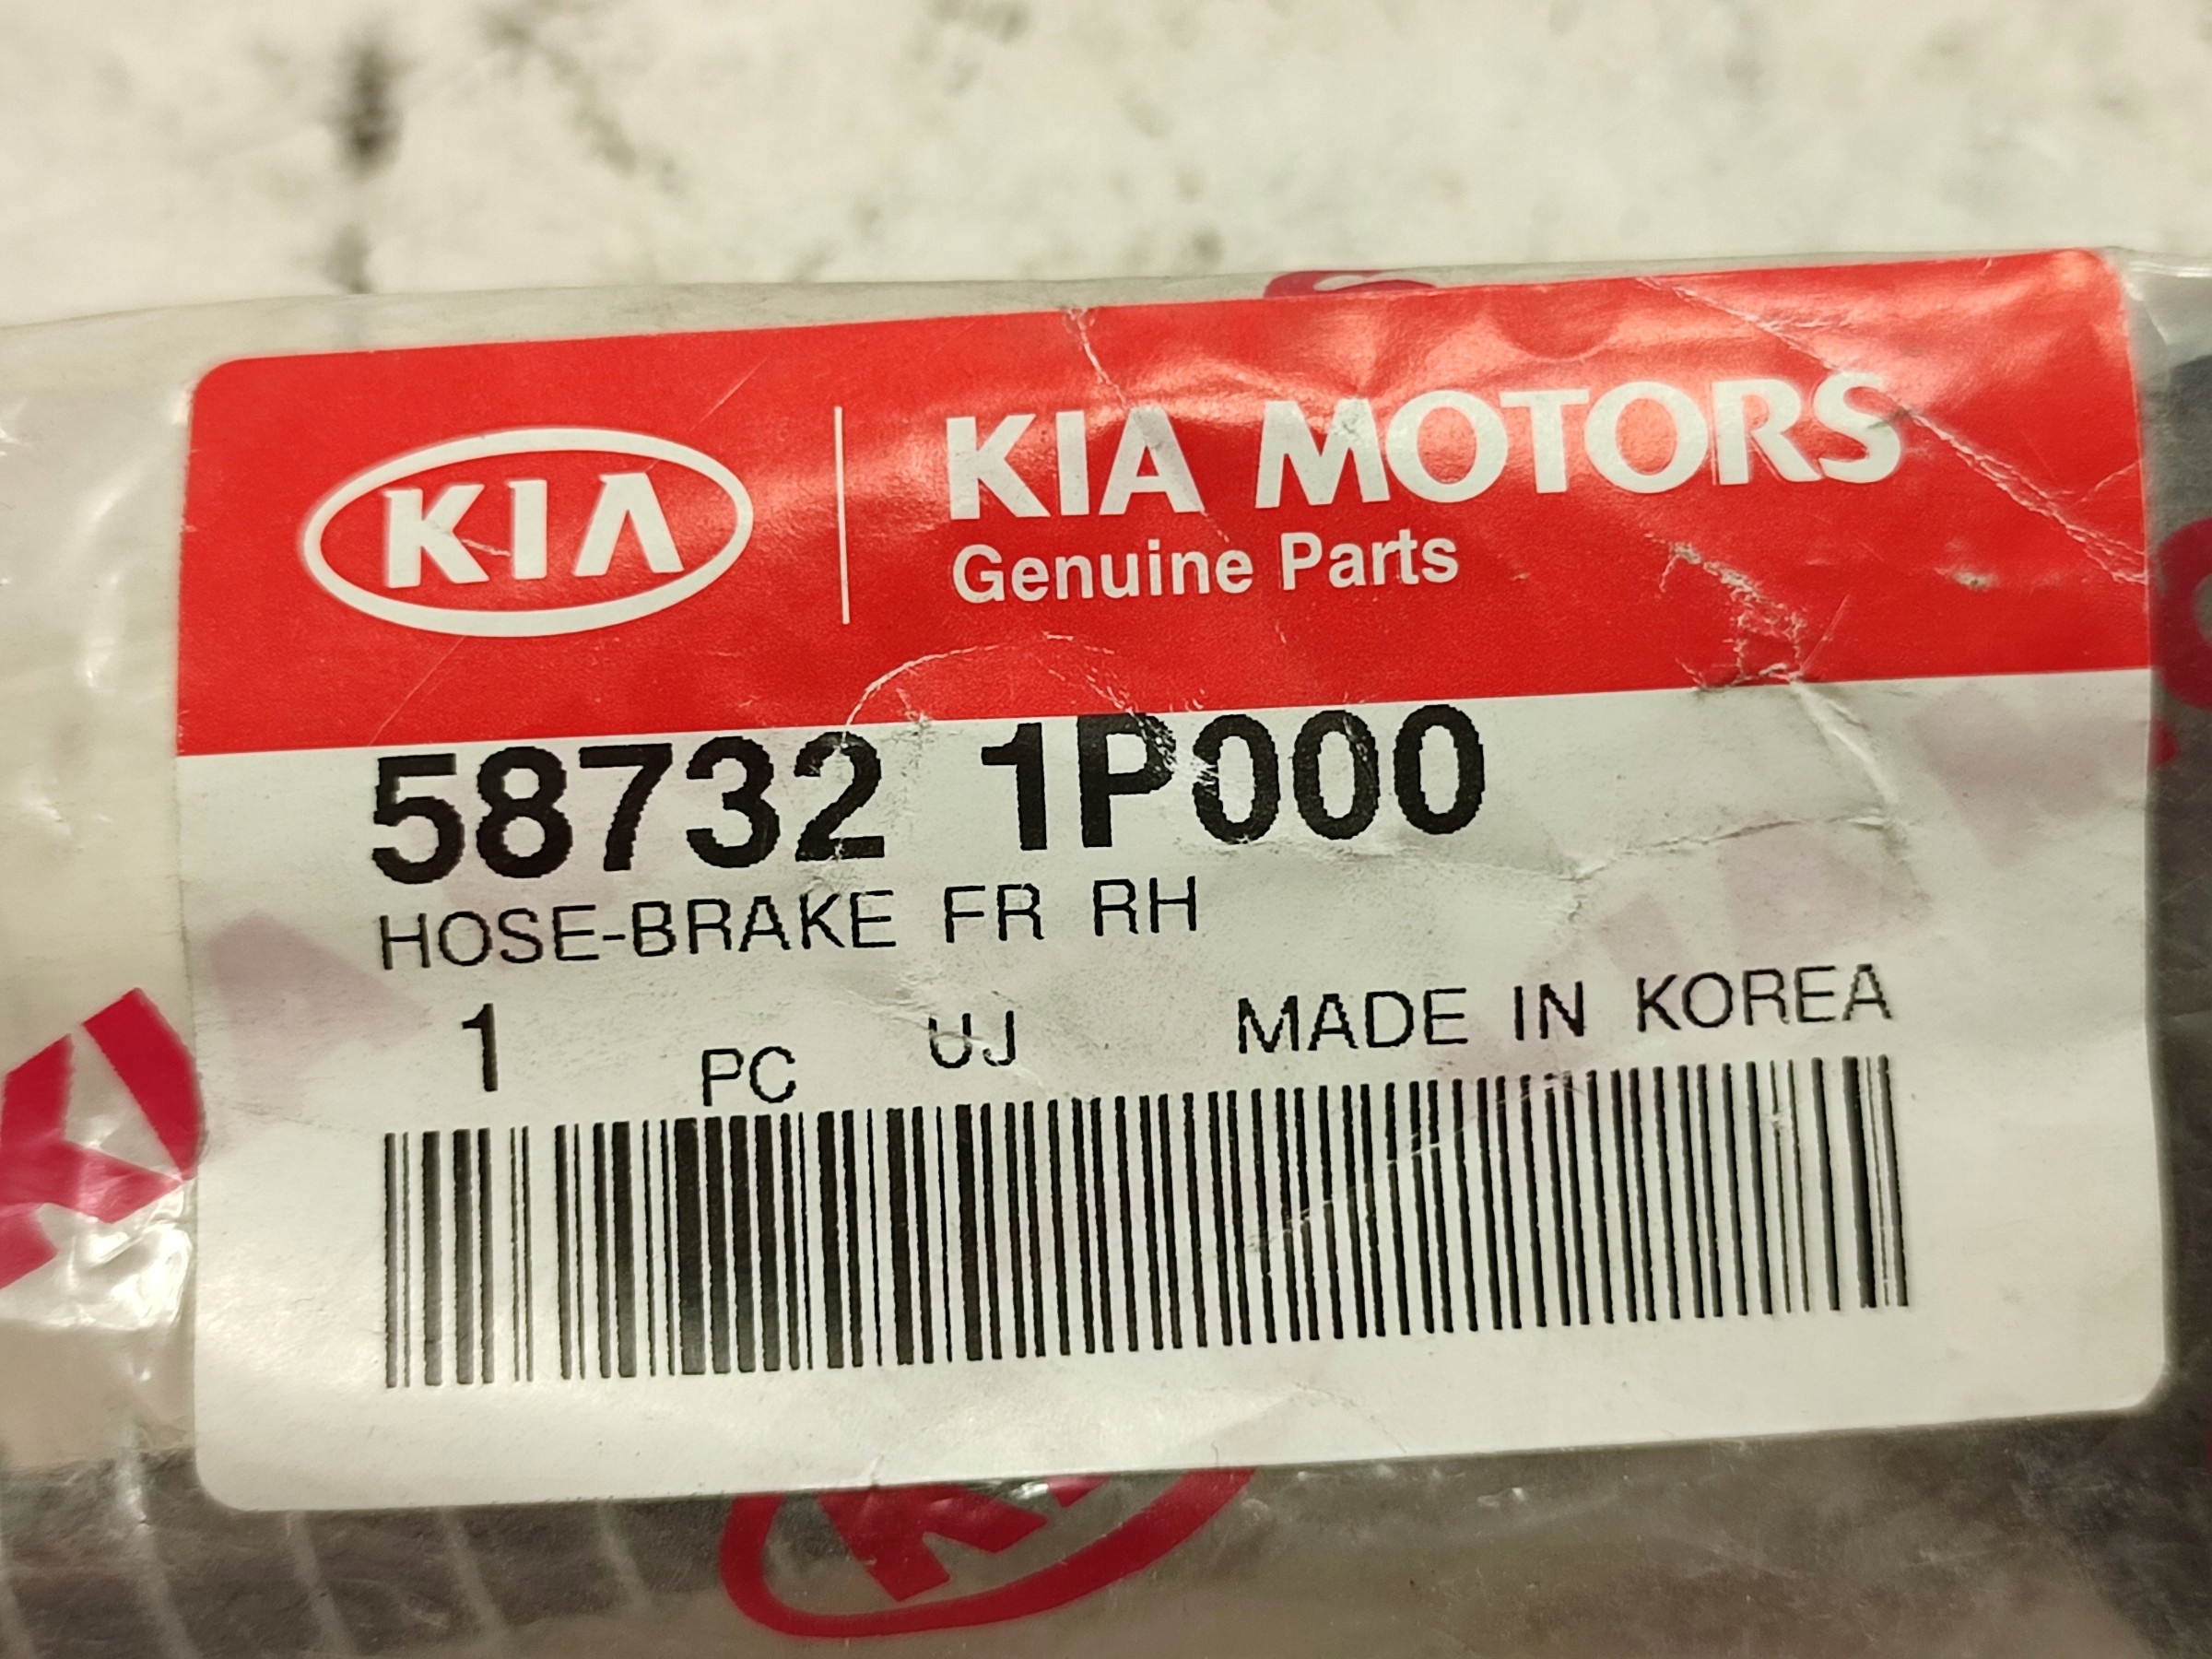 KIA
KIA MOTORS
Genuine Parts
58732 1P000
HOSE-BRAKE FR RH
1 PC UJ MADE IN KOREA